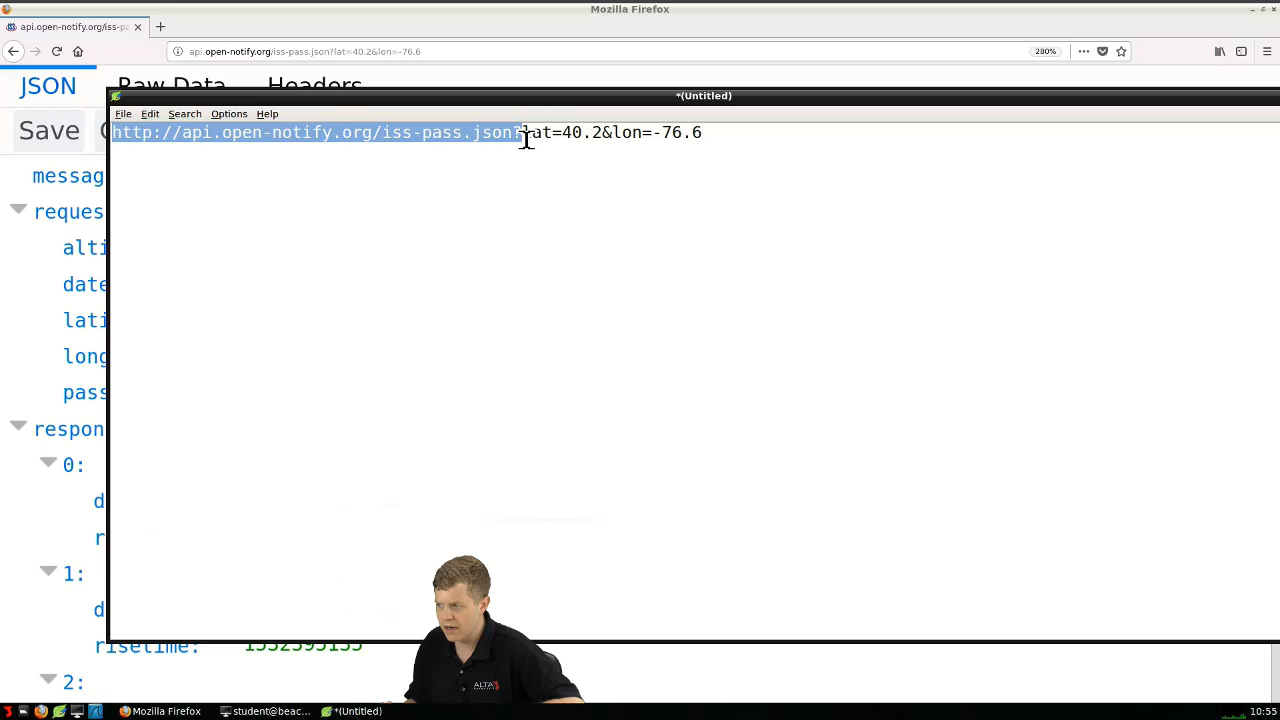 Mozilla Firefox
api.open-notify.org/iss-pa
api.open-notify.org/iss-pass.json?lat=40.2&lon=-76.6
280%
JSON
Raw Data
Headers
Save
*(Untitled)
File Edit Search Options Help
http://api.open-notify.org/iss-pass.json?lat=40.2&lon=-76.6
messag
reques
alti
date
lati
long
pass
respon
0:
d
r
1:
d
risetime: 1532595155
2:
ALTA3
Mozilla Firefox
student@beac...
*(Untitled)
10:55